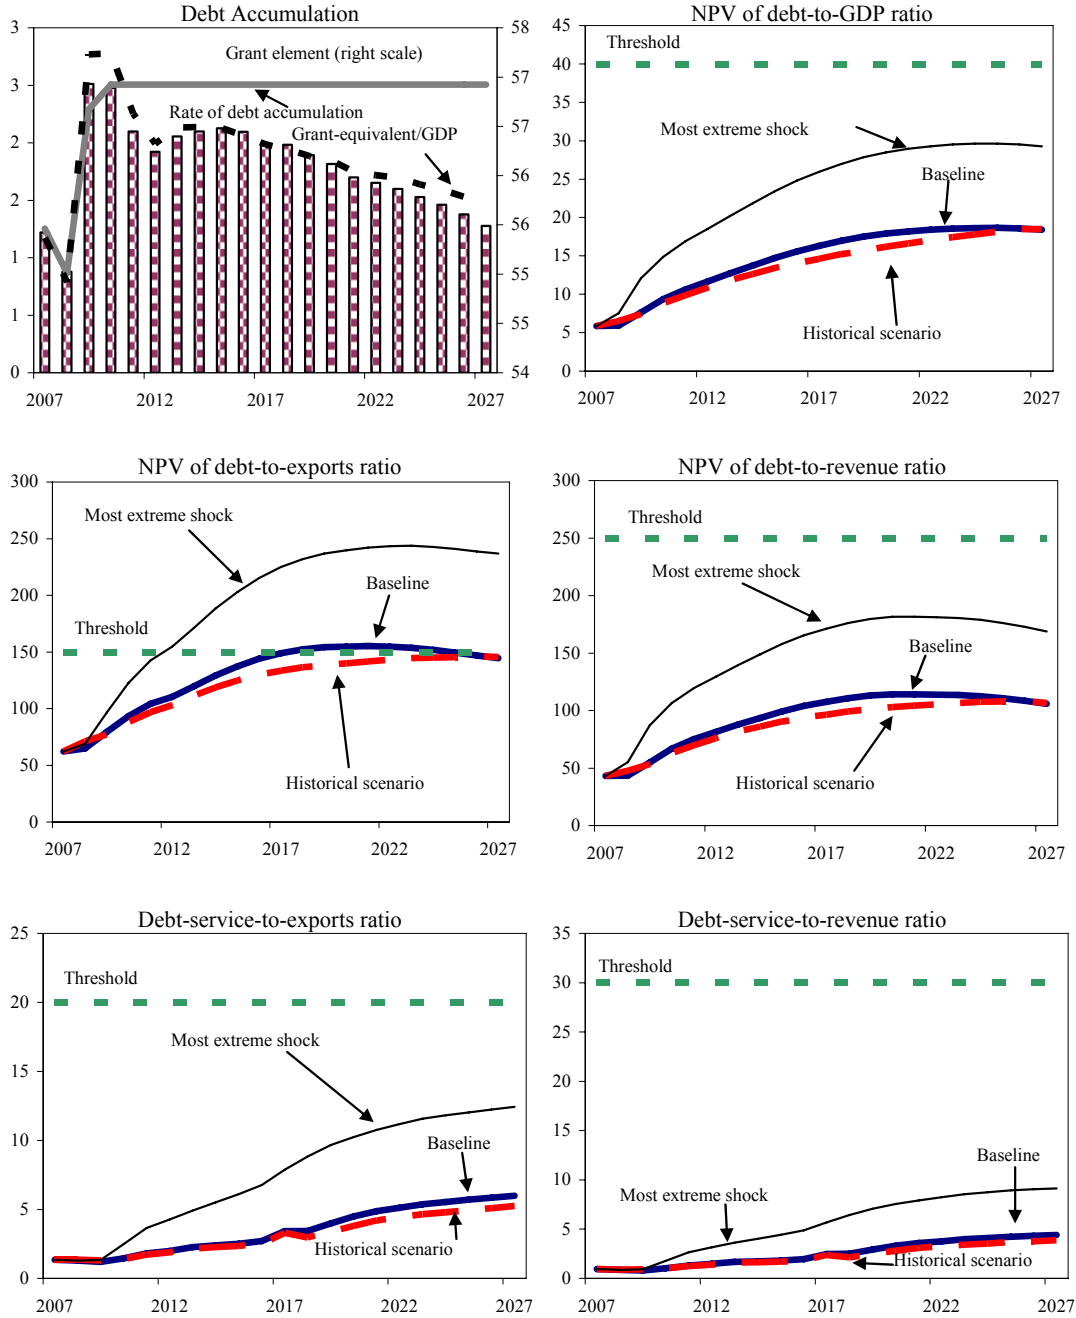 Debt Accumulation
3
3
2
2
1
1
0
58
57
57
56
56
55
55
54
Grant element (right scale)
Rate of debt accumulation
Grant-equivalent/GDP
2007
2012
2017
2022
2027
NPV of debt-to-GDP ratio
45
40
35
30
25
20
15
10
5
0
Threshold
Most extreme shock
Baseline
Historical scenario
2007
2012
2017
2022
2027
NPV of debt-to-exports ratio
300
250
200
150
100
50
0
Most extreme shock
Baseline
Threshold
Historical scenario
2007
2012
2017
2022
2027
NPV of debt-to-revenue ratio
300
250
200
150
100
50
0
Threshold
Most extreme shock
Baseline
Historical scenario
2007
2012
2017
2022
2027
Debt-service-to-exports ratio
25
20
15
10
5
0
Threshold
Most extreme shock
Baseline
Historical scenario
2007
2012
2017
2022
2027
Debt-service-to-revenue ratio
35
30
25
20
15
10
5
0
Threshold
Baseline
Most extreme shock
Historical scenario
2007
2012
2017
2022
2027